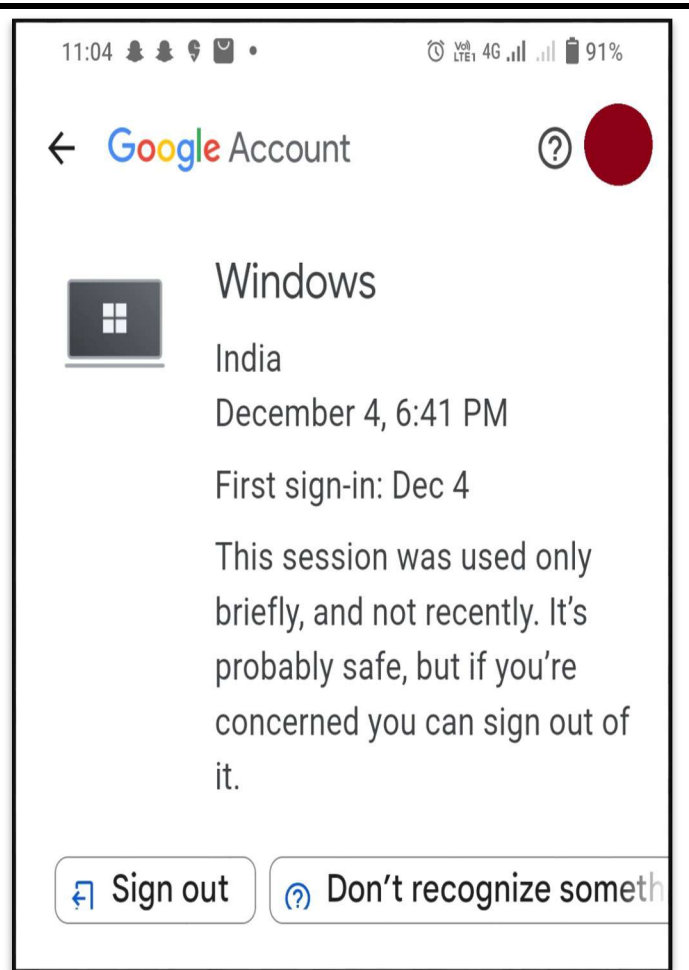 11:04 VoLTE1 4G 91%
Google Account
Windows
India
December 4, 6:41 PM
First sign-in: Dec 4
This session was used only
briefly, and not recently. It's
probably safe, but if you're
concerned you can sign out of
it.
Sign out Don't recognize someth